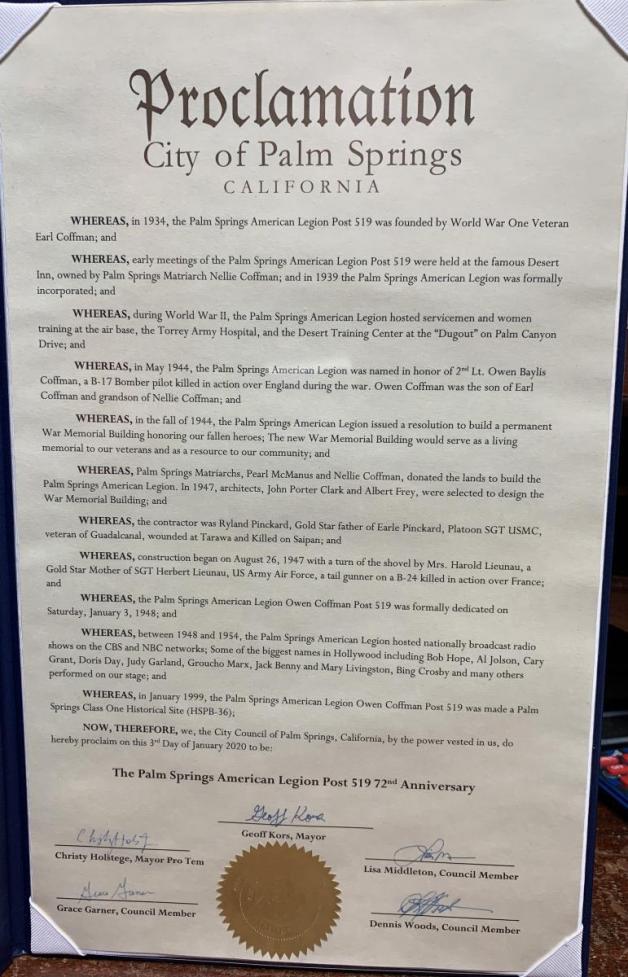 Proclamation
City of Palm Springs
CALIFORNIA
WHEREAS, in 1934, the Palm Springs American Legion Post 519 was founded by World War One Veteran
Earl Coffman; and
WHEREAS, early meetings of the Palm Springs American Legion Post 519 were held at the famous Desert
Inn, owned by Palm Springs Matriarch Nellie Coffman; and in 1939 the Palm Springs American Legion was formally
incorporated; and
WHEREAS, during World War II, the Palm Springs American Legion hosted servicemen and women
training at the air base, the Torrey Army Hospital, and the Desert Training Center at the “Dugout” on Palm Canyon
Drive; and
WHEREAS, in May 1944, the Palm Springs American Legion was named in honor of 2nd Lt. Owen Baylis
Coffman, a B-17 Bomber pilot killed in action over England during the war. Owen Coffman was the son of Earl
Coffman and grandson of Nellie Coffman; and
WHEREAS, in the fall of 1944, the Palm Springs American Legion issued a resolution to build a permanent
War Memorial Building honoring our fallen heroes; The new War Memorial Building would serve as a living
memorial to our veterans and as a resource to our community; and
WHEREAS, Palm Springs Matriarchs, Pearl McManus and Nellie Coffman, donated the lands to build the
Palm Springs American Legion. In 1947, architects, John Porter Clark and Albert Frey, were selected to design the
War Memorial Building; and
WHEREAS, the contractor was Ryland Pinckard, Gold Star father of Earle Pinckard, Platoon SGT USMC,
veteran of Guadalcanal, wounded at Tarawa and Killed on Saipan; and
WHEREAS, construction began on August 26, 1947 with a turn of the shovel by Mrs. Harold Lieunau, a
Gold Star Mother of SGT Herbert Lieunau, US Army Air Force, a tail gunner on a B-24 killed in action over France;
and
WHEREAS, the Palm Springs American Legion Owen Coffman Post 519 was formally dedicated on
Saturday, January 3, 1948; and
WHEREAS, between 1948 and 1954, the Palm Springs American Legion hosted nationally broadcast radio
shows on the CBS and NBC networks; Some of the biggest names in Hollywood including Bob Hope, Al Jolson, Cary
Grant, Doris Day, Judy Garland, Groucho Marx, Jack Benny and Mary Livingston, Bing Crosby and many others
performed on our stage; and
WHEREAS, in January 1999, the Palm Springs American Legion Owen Coffman Post 519 was made a Palm
Springs Class One Historical Site (HSPB-36);
NOW, THEREFORE, we, the City Council of Palm Springs, California, by the power vested in us, do
hereby proclaim on this 3rd Day of January 2020 to be:
The Palm Springs American Legion Post 519 72nd Anniversary
Geoff Kors
Geoff Kors, Mayor
Christy Holstege, Mayor Pro Tem
Lisa Middleton, Council Member
Grace Garner
Grace Garner, Council Member
Dennis Woods, Council Member